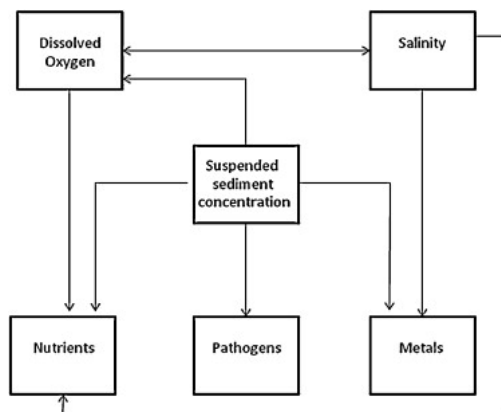 Dissolved
Oxygen
Salinity
Suspended
sediment
concentration
Nutrients
Pathogens
Metals